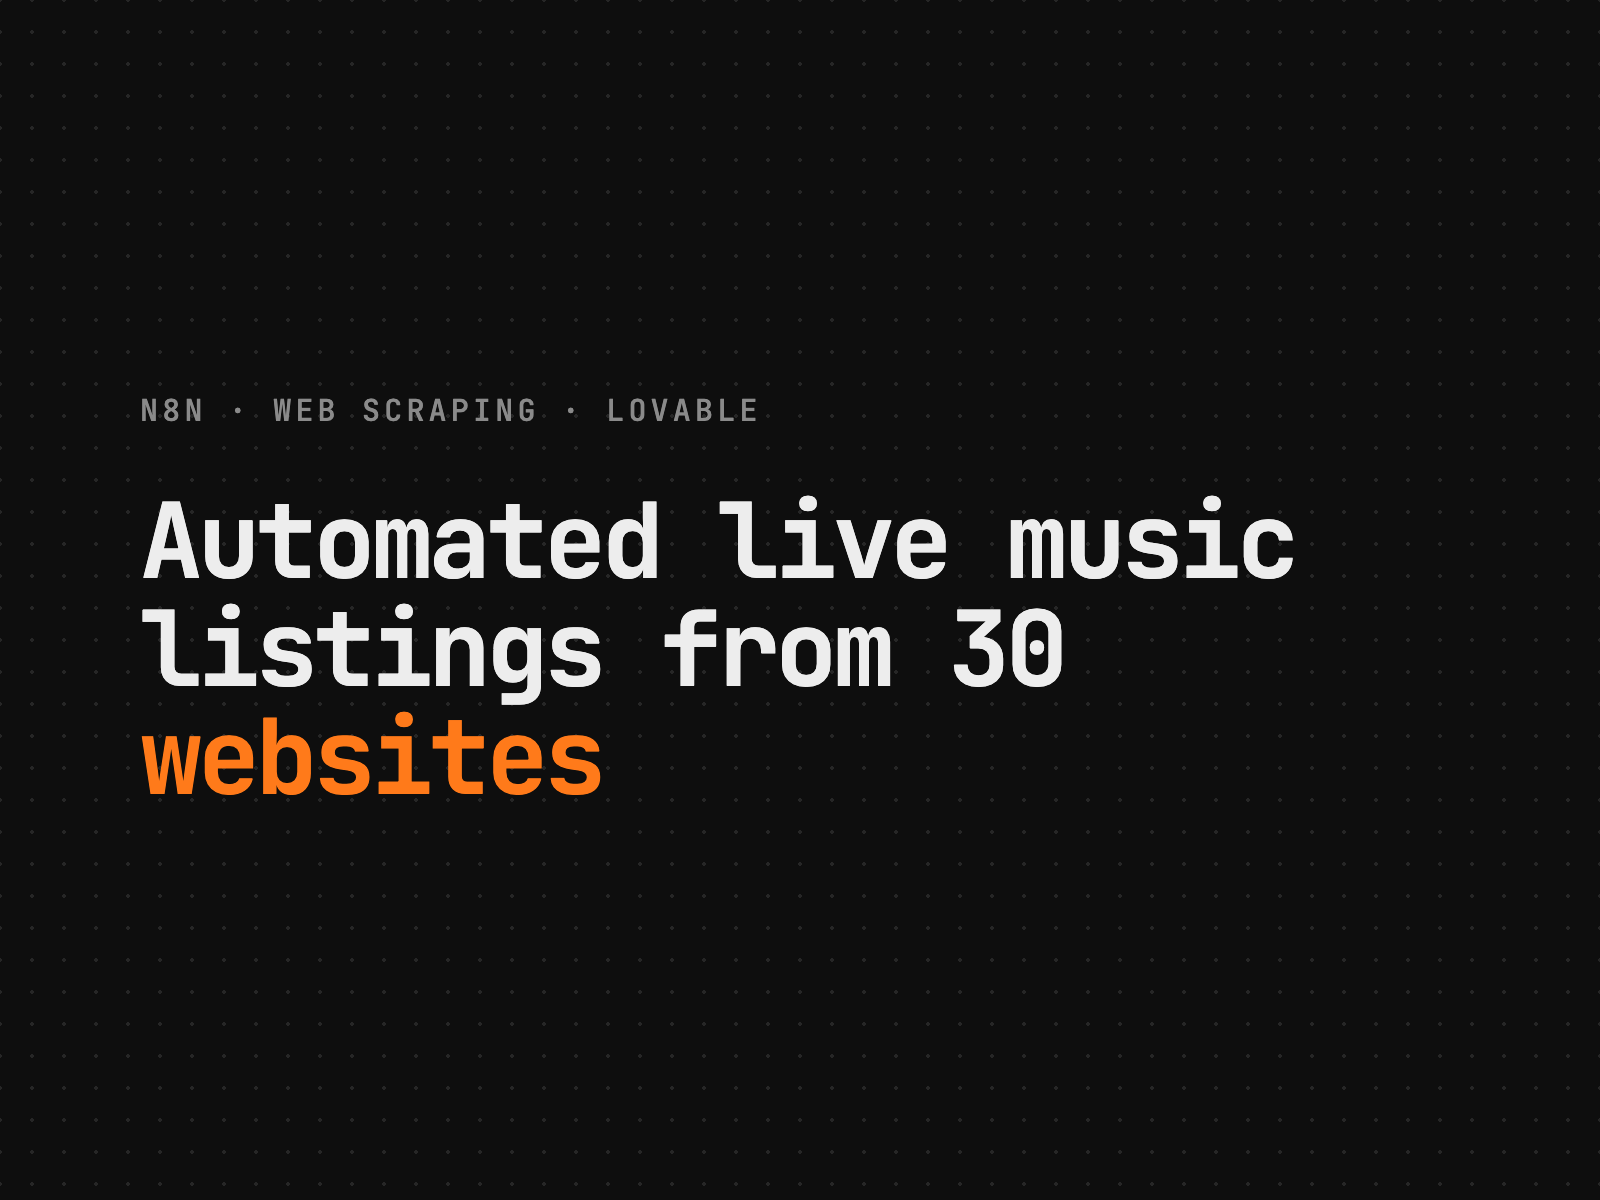 N8N · WEB SCRAPING · LOVABLE
Automated live music
listings from 30
websites